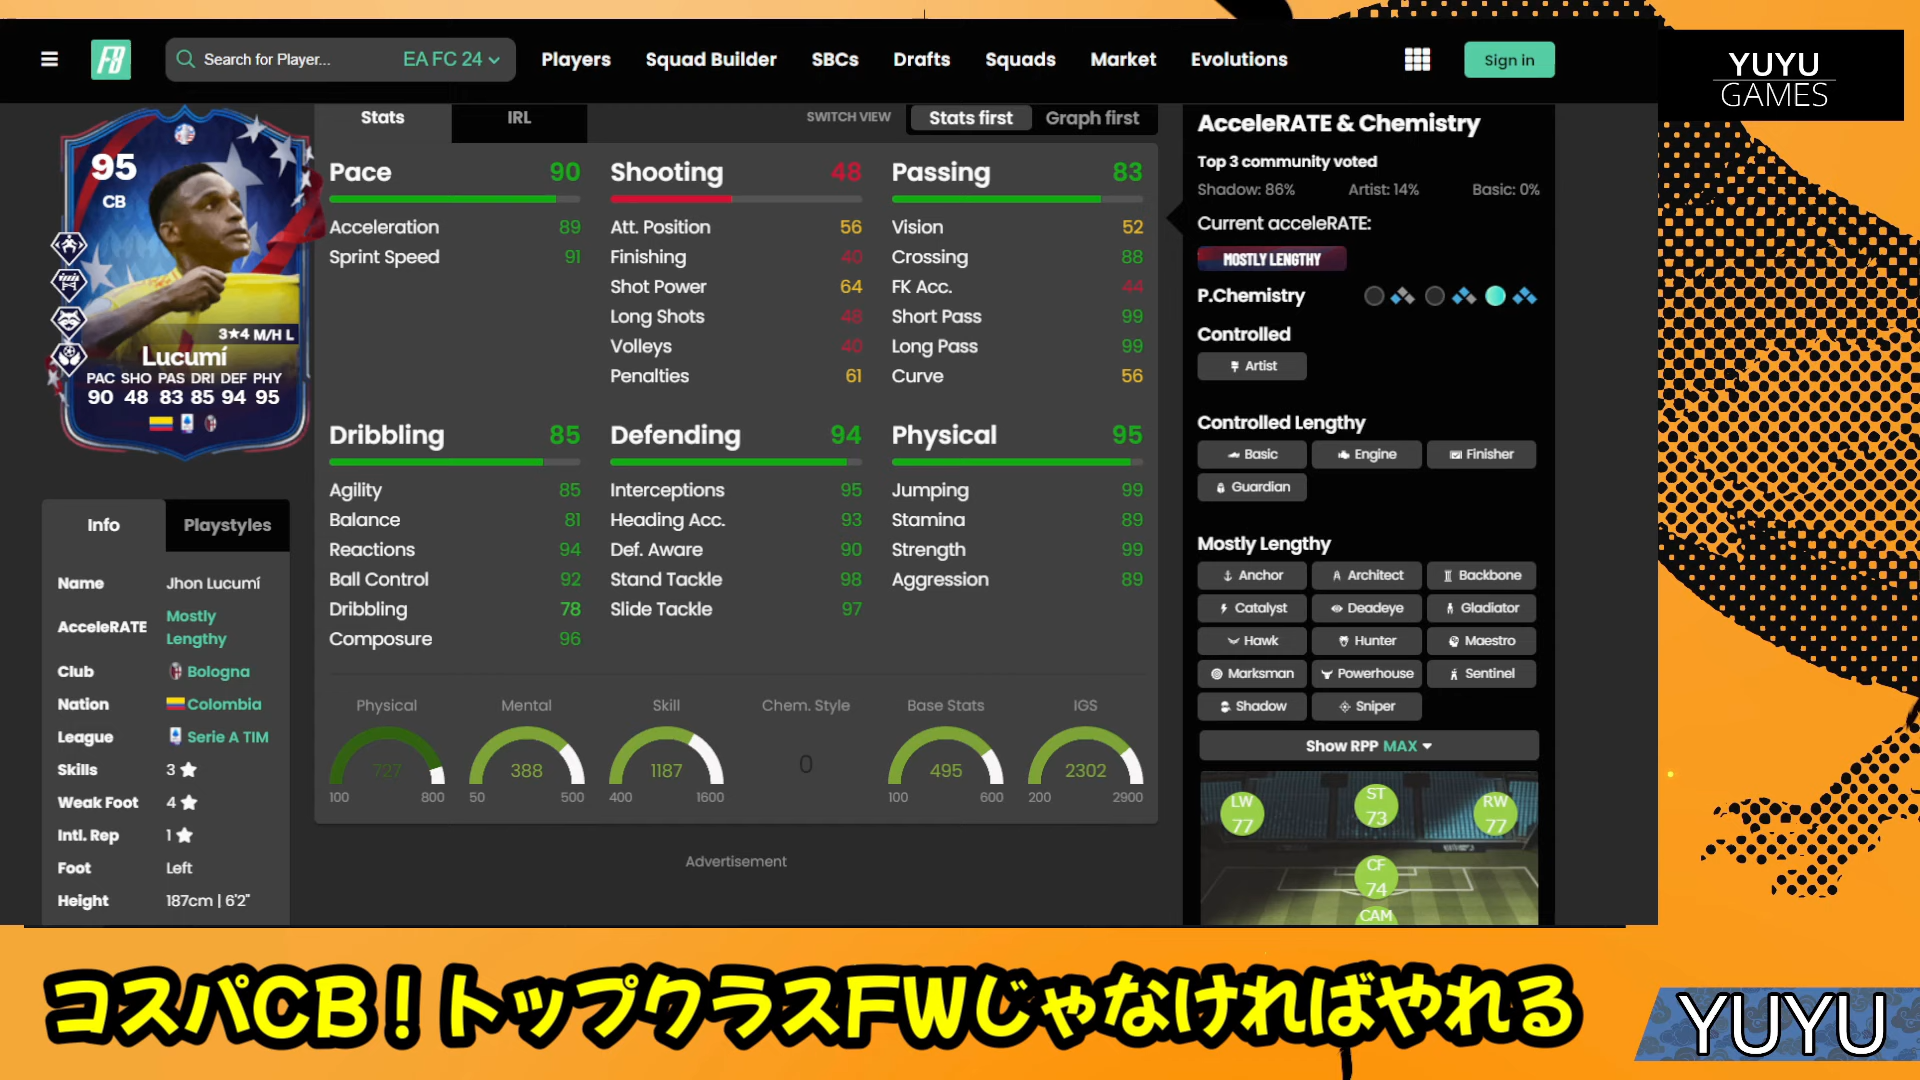 Search for Player...
EA FC 24
Players
Squad Builder
SBCs
Drafts
Squads
Market
Evolutions
Sign in
YUYU
GAMES
95
CB
3★4 M/H L
Lucumí
PAC SHO PAS DRI DEF PHY
90 48 83 85 94 95
Stats
IRL
SWITCH VIEW
Stats first
Graph first
Pace 90
Acceleration 89
Sprint Speed 91
Shooting 48
Att. Position 56
Finishing 40
Shot Power 64
Long Shots 48
Volleys 40
Penalties 61
Passing 83
Vision 52
Crossing 88
FK Acc. 44
Short Pass 99
Long Pass 99
Curve 56
Dribbling 85
Agility 85
Balance 81
Reactions 94
Ball Control 92
Dribbling 78
Composure 96
Defending 94
Interceptions 95
Heading Acc. 93
Def. Aware 90
Stand Tackle 98
Slide Tackle 97
Physical 95
Jumping 99
Stamina 89
Strength 99
Aggression 89
Physical
727
100 800
Mental
388
50 500
Skill
1187
400 1600
Chem. Style
0
Base Stats
495
100 600
IGS
2302
200 2900
Advertisement
Info
Playstyles
Name Jhon Lucumí
AcceleRATE Mostly
Lengthy
Club Bologna
Nation Colombia
League Serie A TIM
Skills 3 ★
Weak Foot 4 ★
Intl. Rep 1 ★
Foot Left
Height 187cm | 6'2"
AcceleRATE & Chemistry
Top 3 community voted
Shadow: 86% Artist: 14% Basic: 0%
Current acceleRATE:
MOSTLY LENGTHY
P.Chemistry
Controlled
Artist
Controlled Lengthy
Basic Engine Finisher
Guardian
Mostly Lengthy
Anchor Architect Backbone
Catalyst Deadeye Gladiator
Hawk Hunter Maestro
Marksman Powerhouse Sentinel
Shadow Sniper
Show RPP MAX
LW
77
ST
73
RW
77
CF
74
CAM
コスパCB！トップクラスFWじゃなければやれる
YUYU